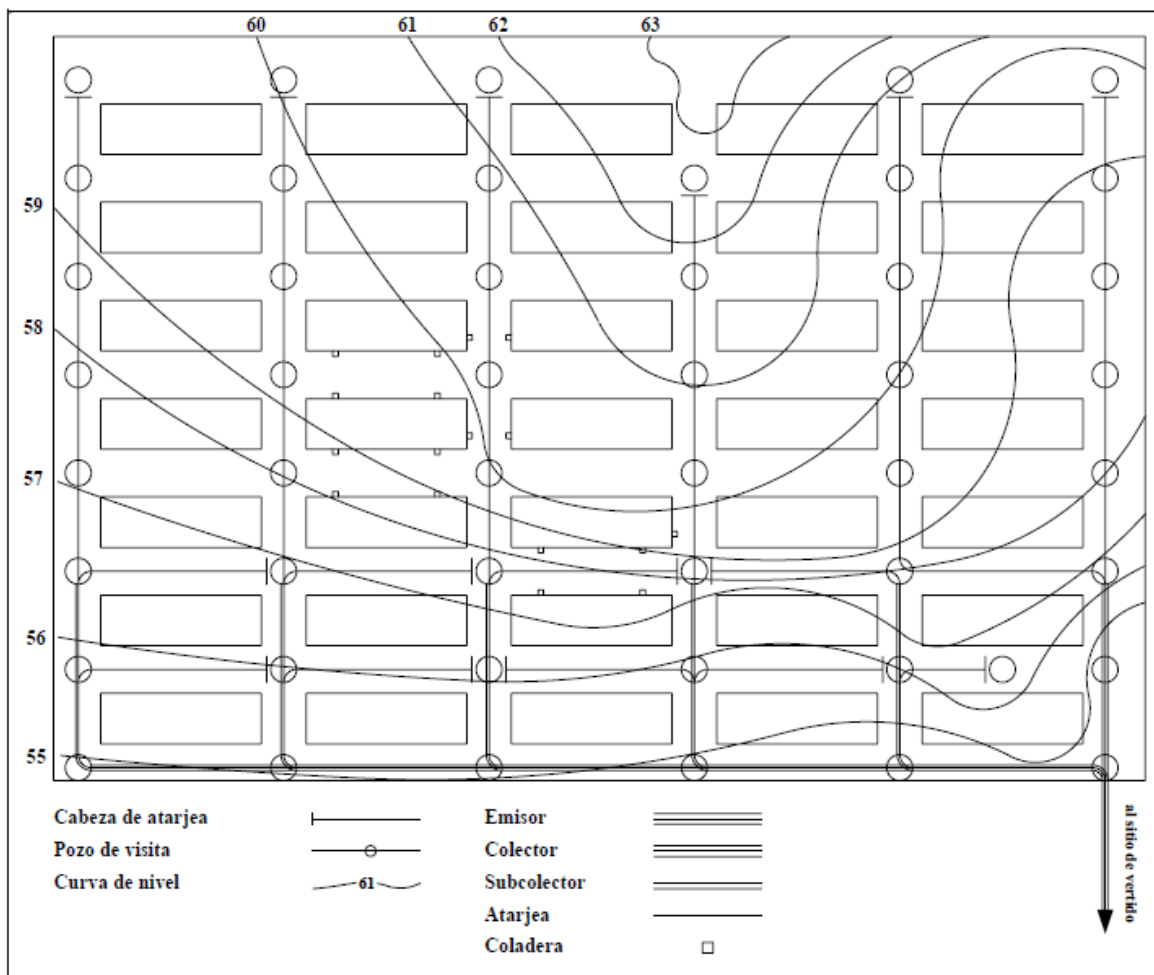 60
61
62
63
59
58
57
56
55
Cabeza de atarjea
Pozo de visita
Curva de nivel
61
Emisor
Colector
Subcolector
Atarjea
Coladera
al sitio de vertido